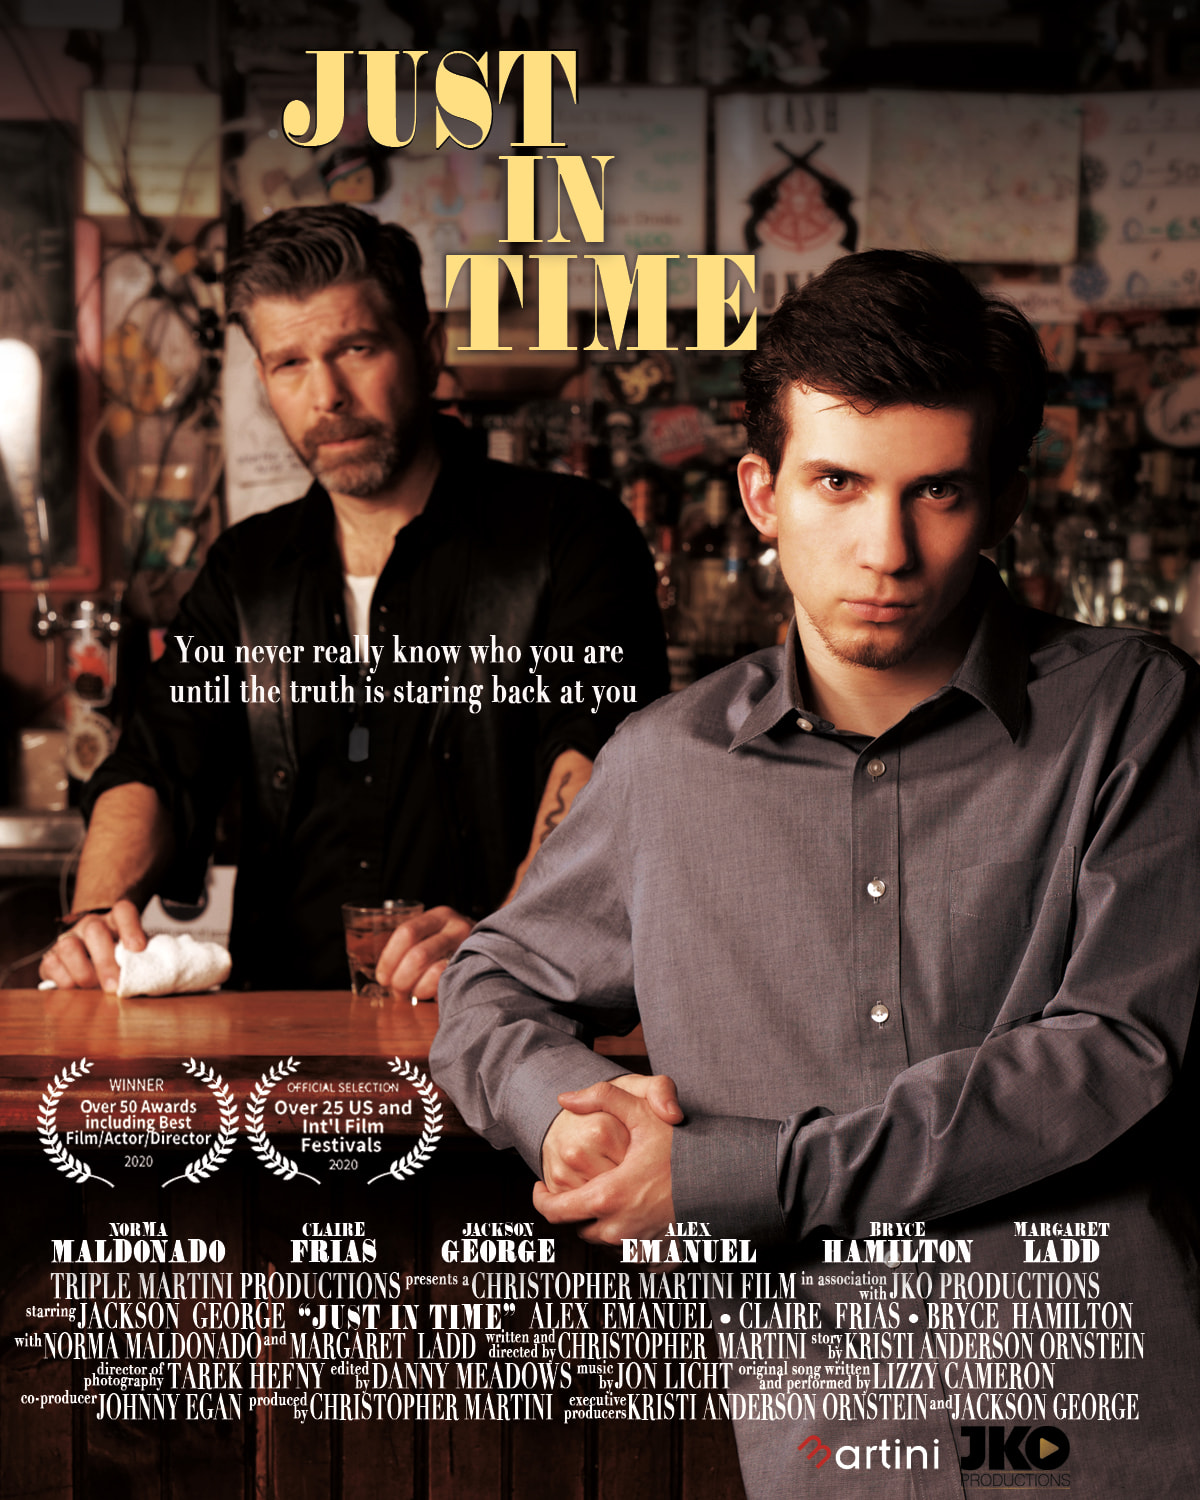 JUST
IN
TIME
CASH
You never really know who you are
until the truth is staring back at you
WINNER
Over 50 Awards
including Best
Film/Actor/Director
2020
OFFICIAL SELECTION
Over 25 US and
Int'l Film
Festivals
2020
NORMA MALDONADO
CLAIRE FRIAS
JACKSON GEORGE
ALEX EMANUEL
BRYCE HAMILTON
MARGARET LADD
TRIPLE MARTINI PRODUCTIONS presents a CHRISTOPHER MARTINI FILM in association with JKO PRODUCTIONS
starring JACKSON GEORGE “JUST IN TIME” ALEX EMANUEL • CLAIRE FRIAS • BRYCE HAMILTON
with NORMA MALDONADO and MARGARET LADD written and directed by CHRISTOPHER MARTINI story by KRISTI ANDERSON ORNSTEIN
director of photography TAREK HEFNY edited by DANNY MEADOWS music by JON LICHT original song written and performed by LIZZY CAMERON
co-producer JOHNNY EGAN produced by CHRISTOPHER MARTINI executive producers KRISTI ANDERSON ORNSTEIN and JACKSON GEORGE
martini
JKO
PRODUCTIONS